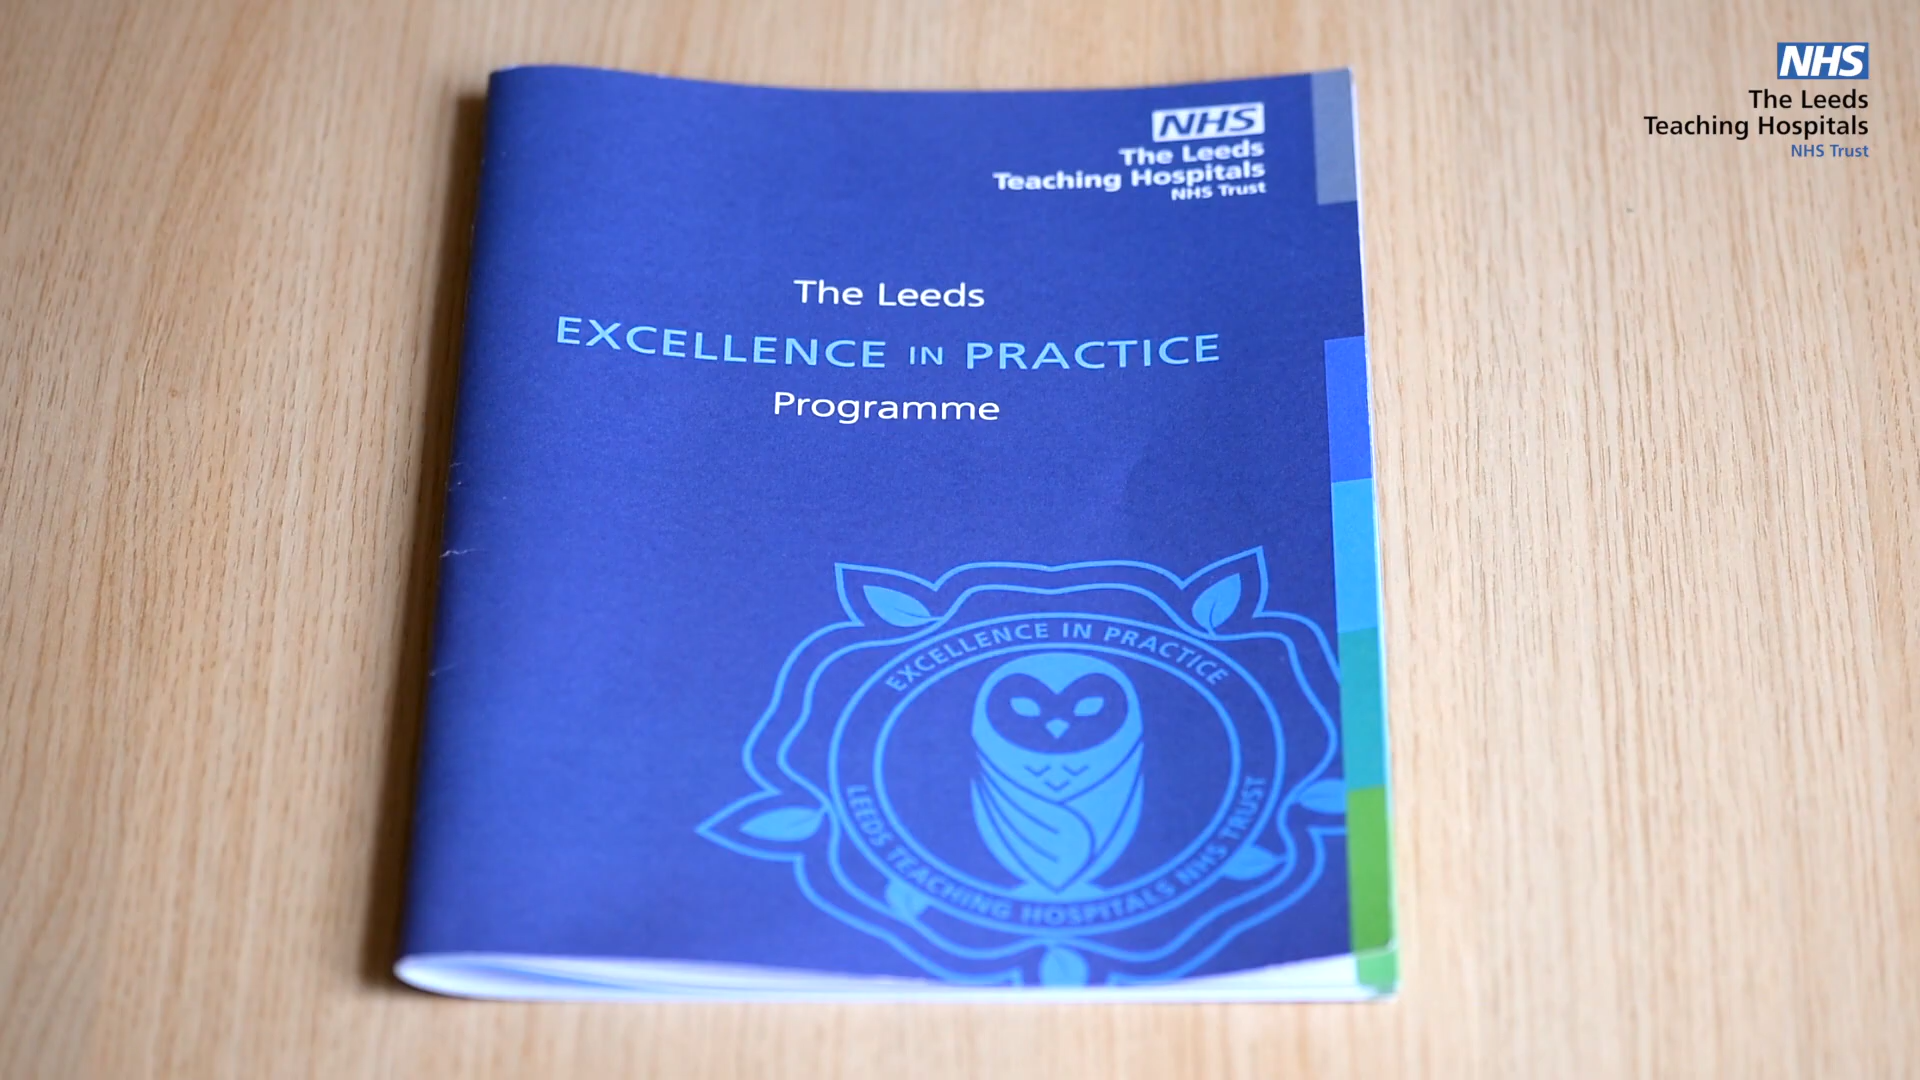 NHS
The Leeds
Teaching Hospitals
NHS Trust
The Leeds
EXCELLENCE IN PRACTICE
Programme
EXCELLENCE IN PRACTICE
LEEDS TEACHING HOSPITALS NHS TRUST
NHS
The Leeds
Teaching Hospitals
NHS Trust